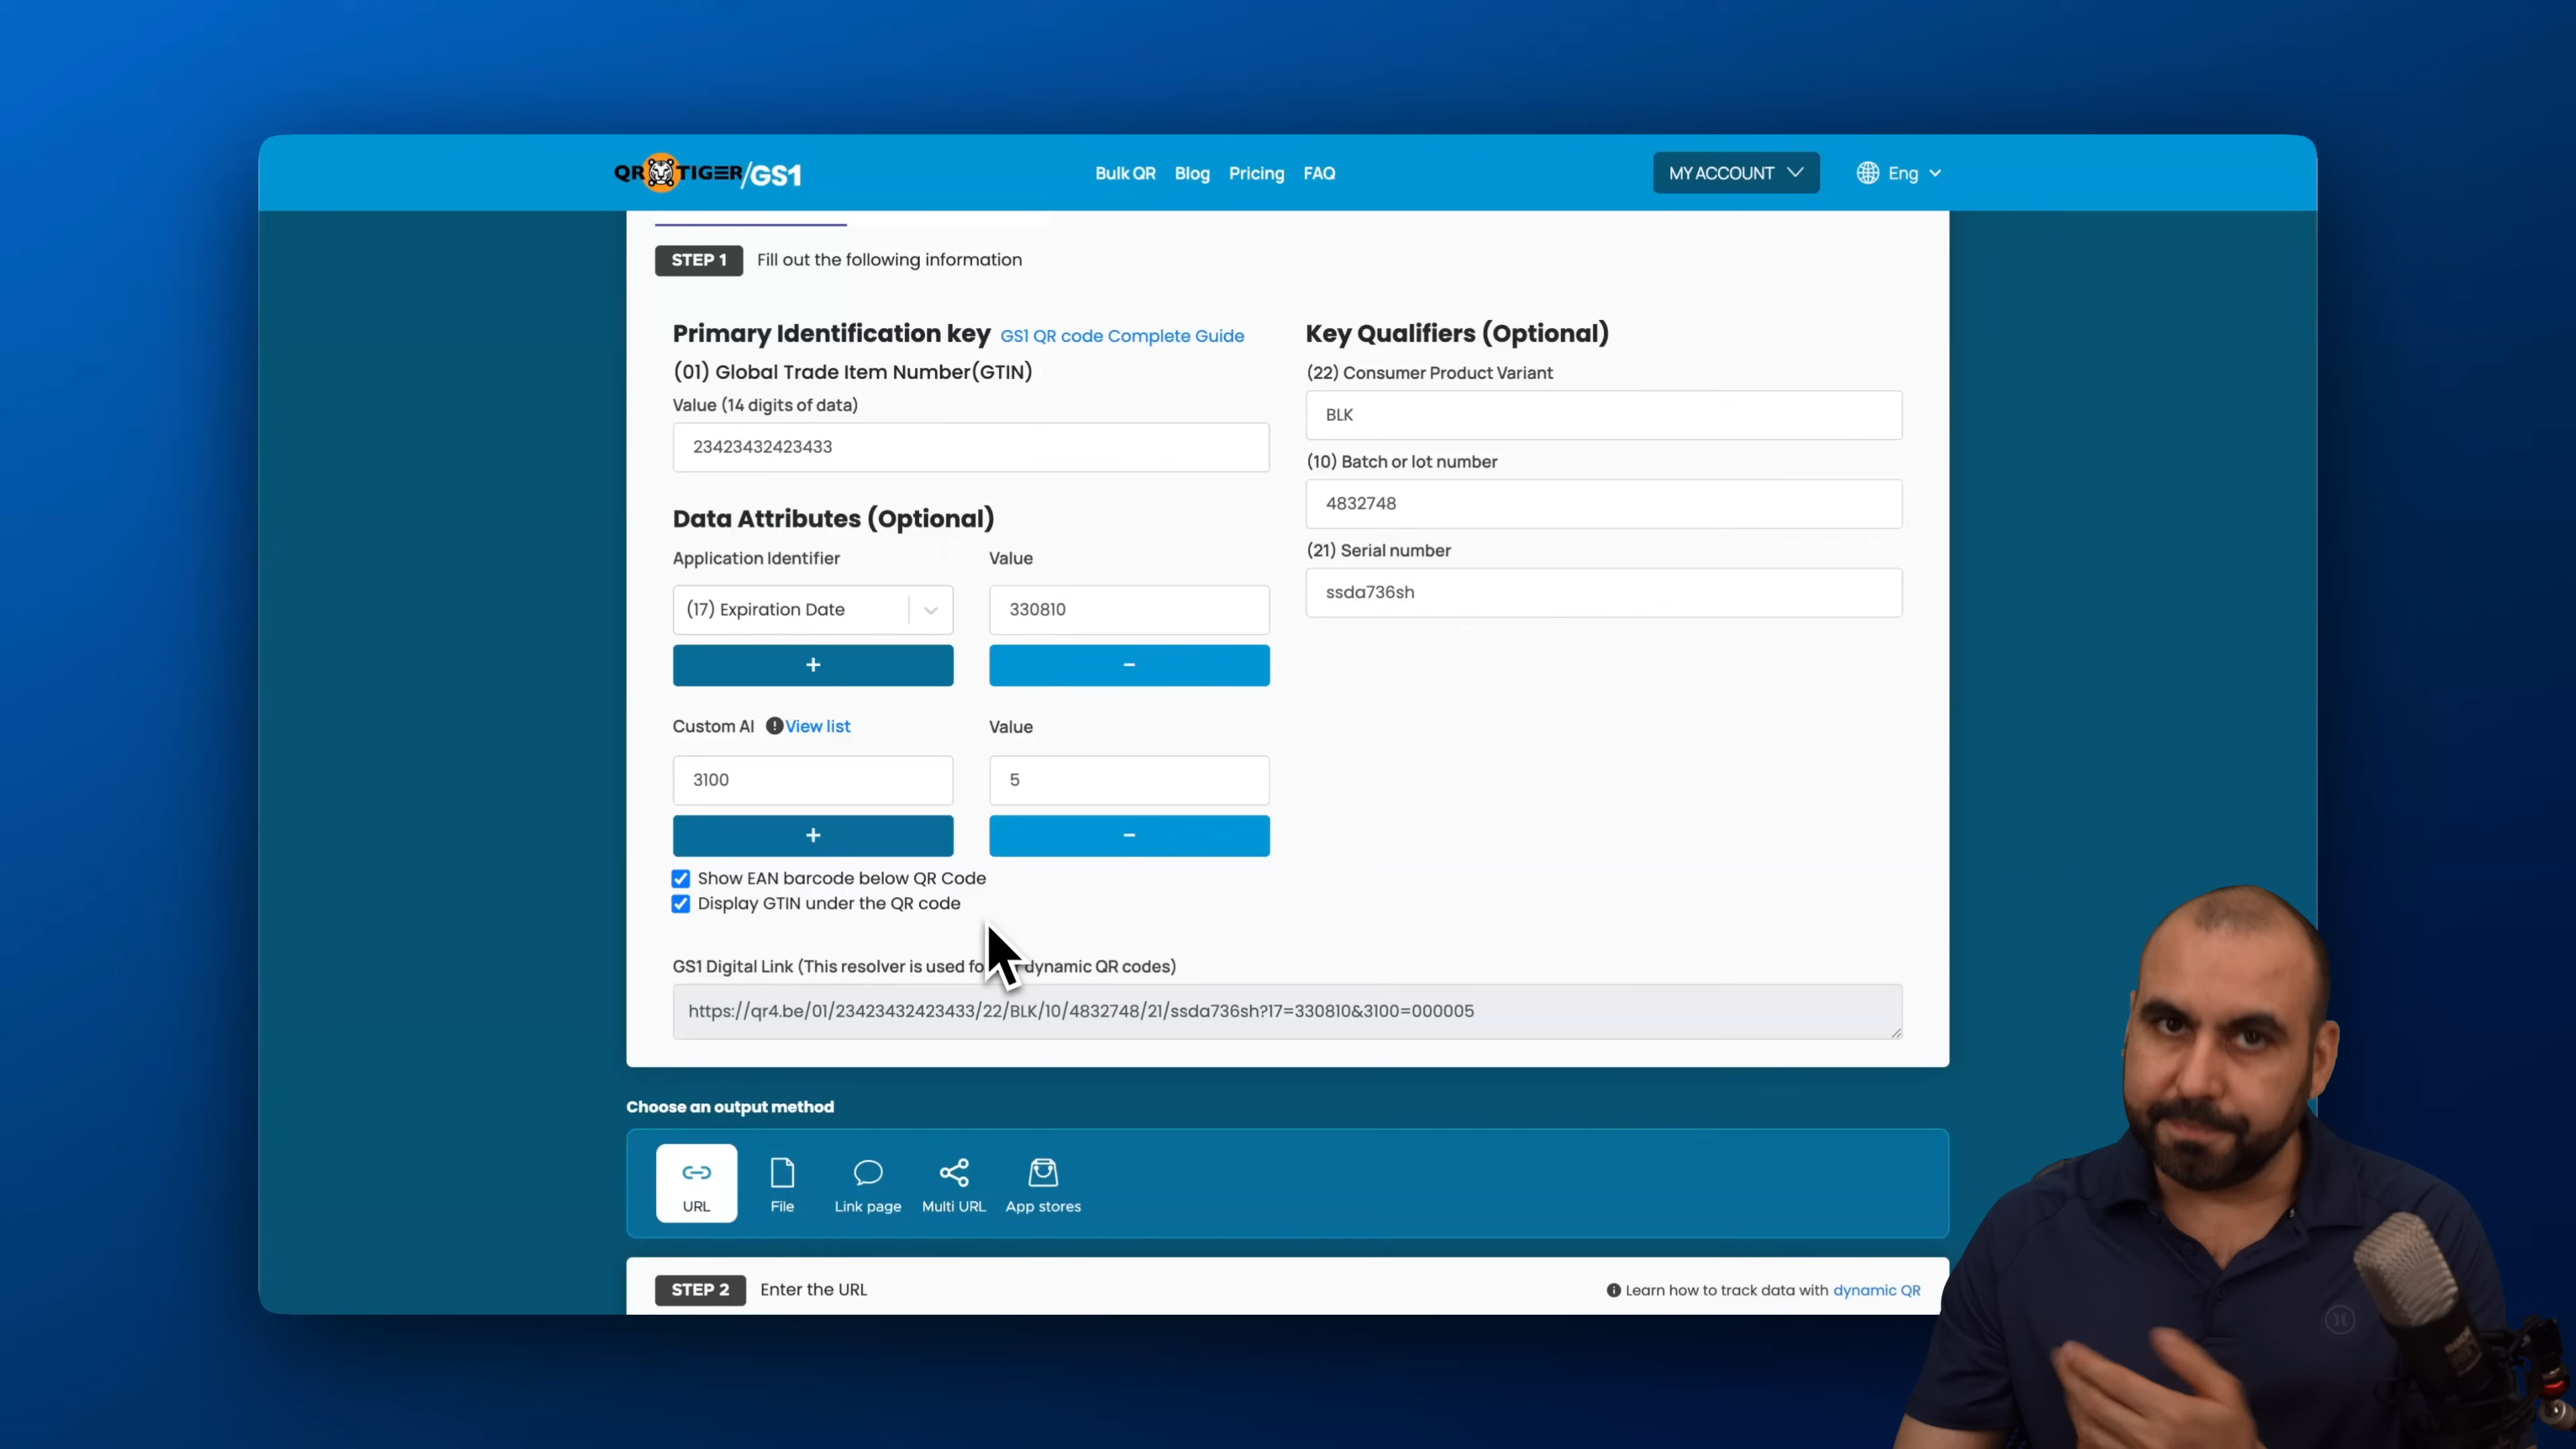 QR TIGER/GS1
Bulk QR Blog Pricing FAQ
MY ACCOUNT
Eng
STEP 1 Fill out the following information
Primary Identification key GS1 QR code Complete Guide
(01) Global Trade Item Number(GTIN)
Value (14 digits of data)
23423432423433
Data Attributes (Optional)
Application Identifier Value
(17) Expiration Date 330810
+ −
Custom AI View list Value
3100 5
+ −
Show EAN barcode below QR Code
Display GTIN under the QR code
Key Qualifiers (Optional)
(22) Consumer Product Variant
BLK
(10) Batch or lot number
4832748
(21) Serial number
ssda736sh
GS1 Digital Link (This resolver is used dynamic QR codes)
https://qr4.be/01/23423432423433/22/BLK/10/4832748/21/ssda736sh?17=330810&3100=000005
Choose an output method
URL File Link page Multi URL App stores
STEP 2 Enter the URL
Learn how to track data with dynamic QR